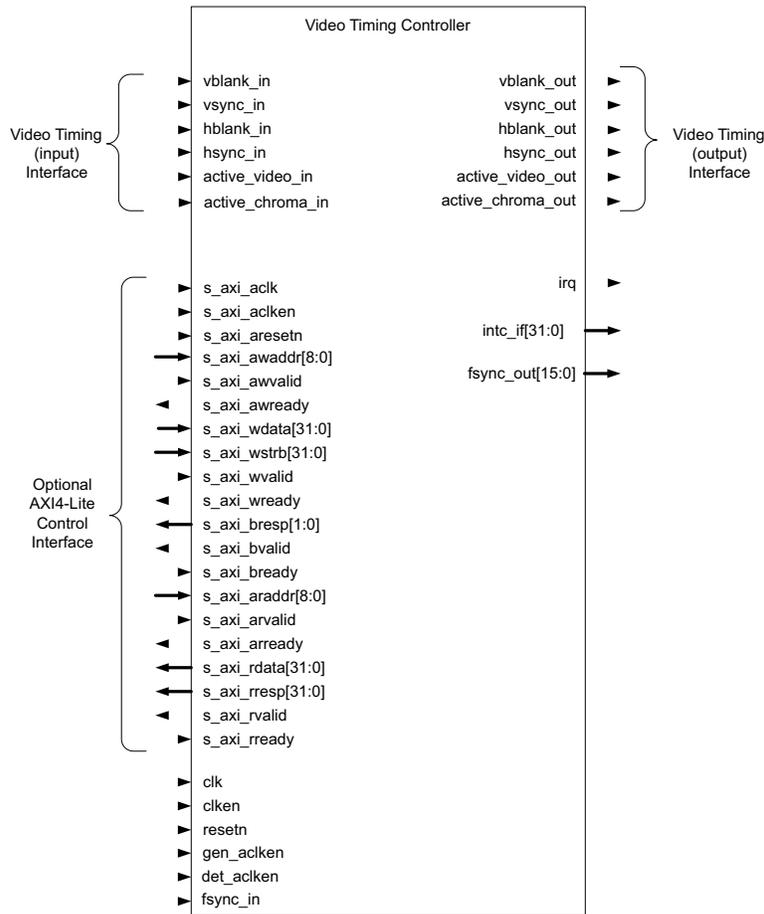 Video Timing Controller
Video Timing
(input)
Interface
vblank_in
vsync_in
hblank_in
hsync_in
active_video_in
active_chroma_in
vblank_out
vsync_out
hblank_out
hsync_out
active_video_out
active_chroma_out
Video Timing
(output)
Interface
Optional
AXI4-Lite
Control
Interface
s_axi_aclk
s_axi_aclken
s_axi_aresetn
s_axi_awaddr[8:0]
s_axi_awvalid
s_axi_awready
s_axi_wdata[31:0]
s_axi_wstrb[31:0]
s_axi_wvalid
s_axi_wready
s_axi_bresp[1:0]
s_axi_bvalid
s_axi_bready
s_axi_araddr[8:0]
s_axi_arvalid
s_axi_arready
s_axi_rdata[31:0]
s_axi_rresp[31:0]
s_axi_rvalid
s_axi_rready
irq
intc_if[31:0]
fsync_out[15:0]
clk
clken
resetn
gen_aclken
det_aclken
fsync_in